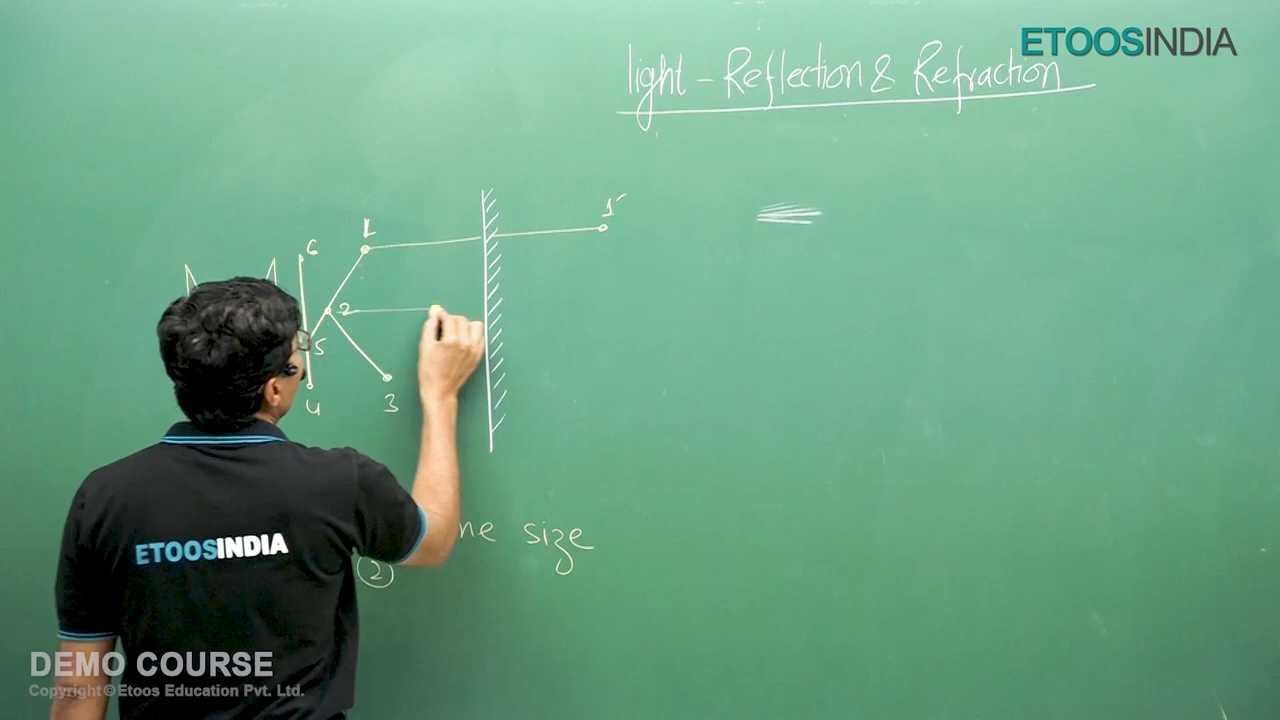 ETOOSINDIA
light - Reflection & Refraction
1'
1
6
2
5
3
4
ne size
2
ETOOSINDIA
DEMO COURSE
Copyright © Etoos Education Pvt. Ltd.